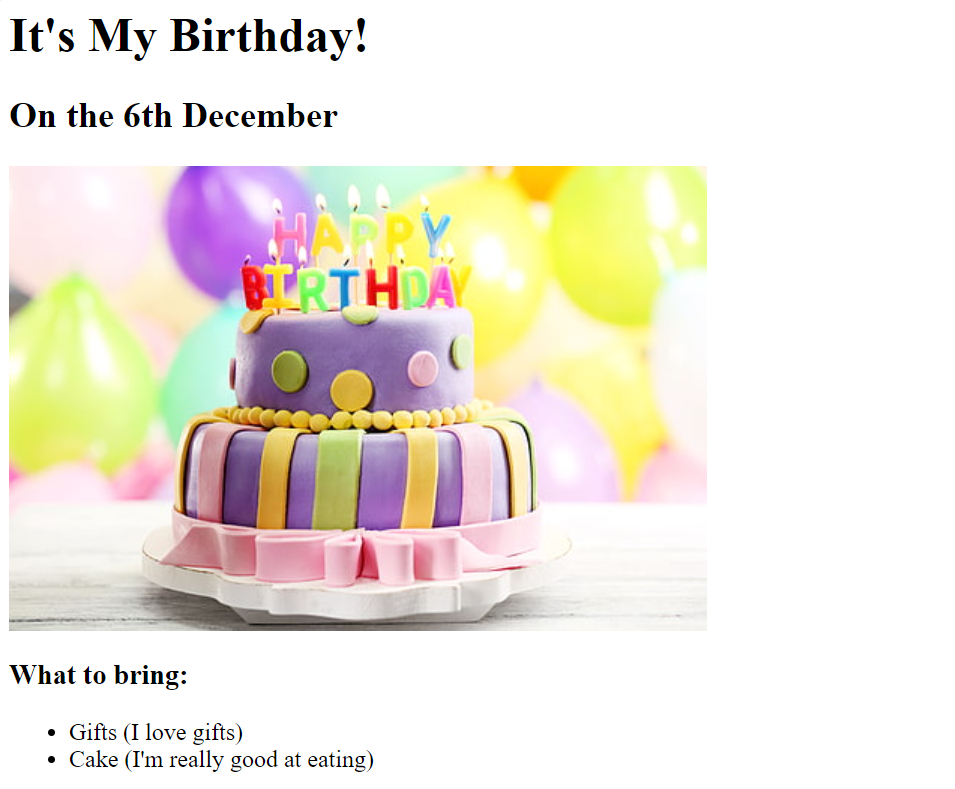 It's My Birthday!
On the 6th December
HAPPY
BIRTHDAY
What to bring:
Gifts (I love gifts)
Cake (I'm really good at eating)